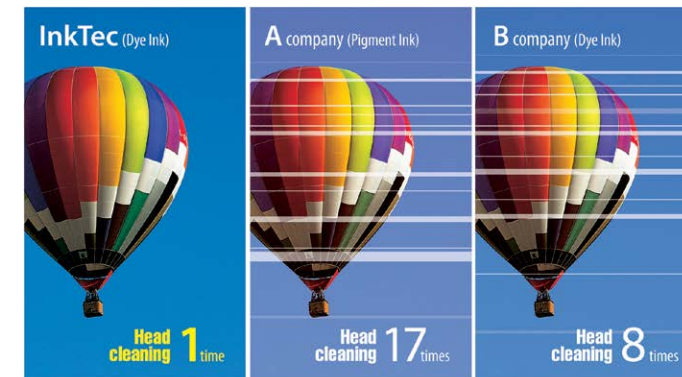 InkTec (Dye Ink)
Head
cleaning 1 time
A company (Pigment Ink)
Head
cleaning 17 times
B company (Dye Ink)
Head
cleaning 8 times